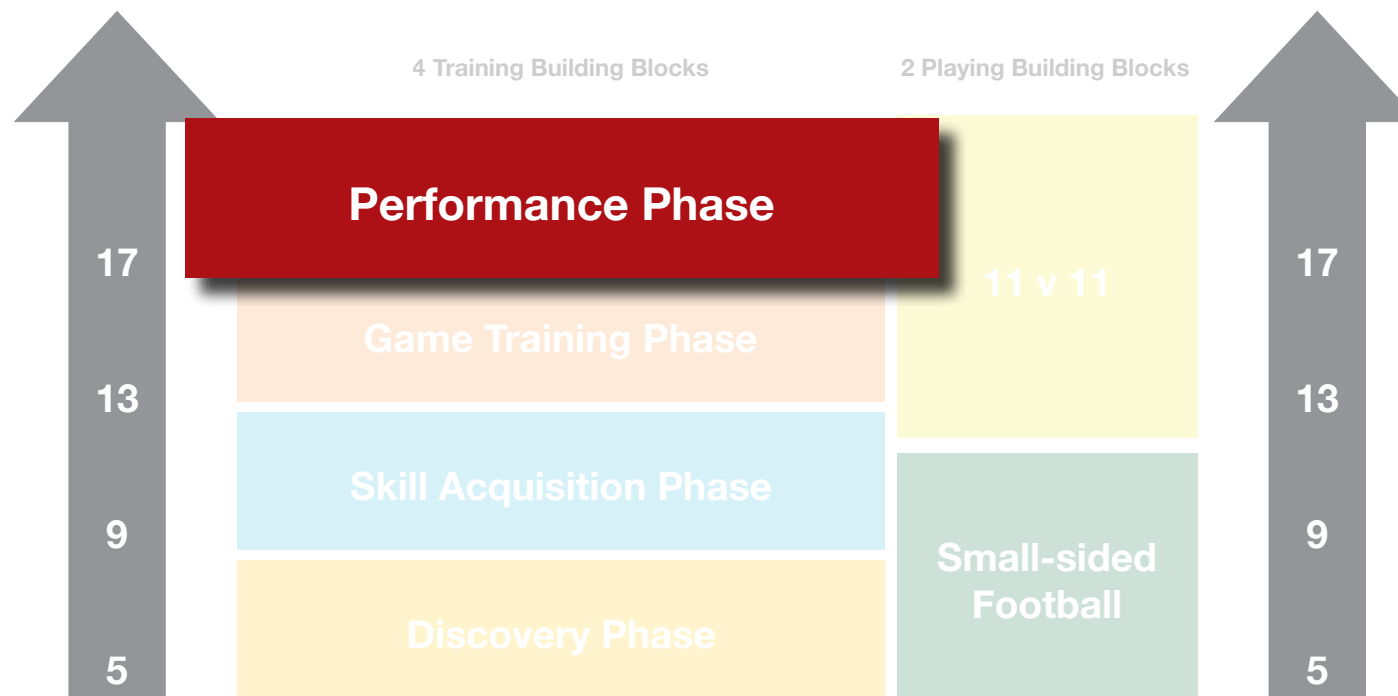 4 Training Building Blocks
2 Playing Building Blocks
Performance Phase
17
11 v 11
17
Game Training Phase
13
13
Skill Acquisition Phase
9
9
Small-sided
Football
Discovery Phase
5
5